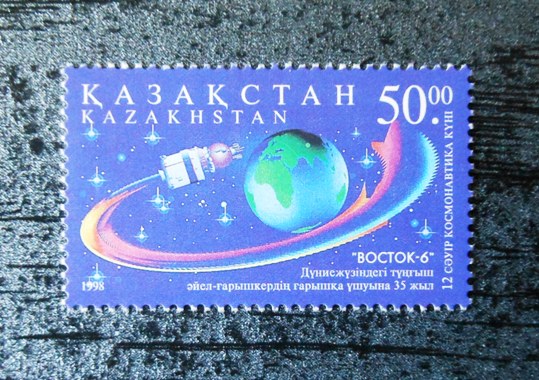 ҚАЗАҚСТАН
KAZAKHSTAN
50.00
12 СӘУІР КОСМОНАВТИКА КҮНІ
"ВОСТОК-6"
Дүниежүзіндегі тұңғыш
әйел-ғарышкердің ғарышқа ұшуына 35 жыл
1998